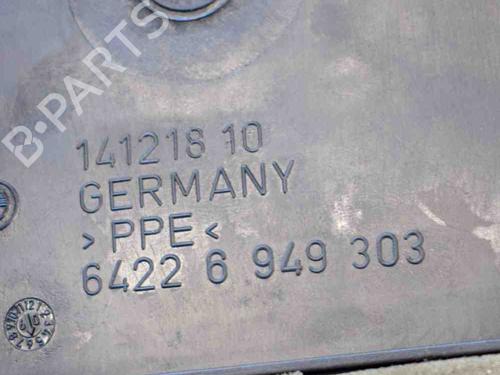 B-PARTS
141218 10
GERMANY
>PPE<
6422 6 949 303